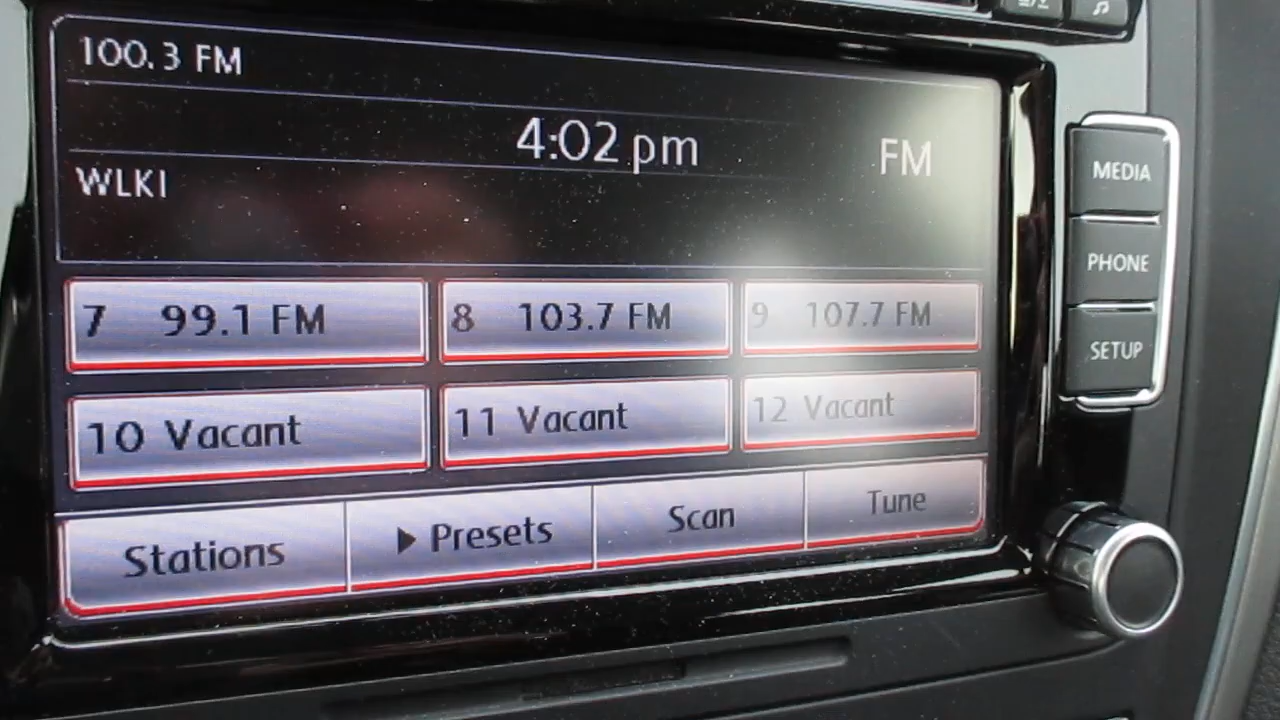 100.3 FM
4:02 pm
FM
WLKI
7 99.1 FM
8 103.7 FM
9 107.7 FM
10 Vacant
11 Vacant
12 Vacant
Stations
▶ Presets
Scan
Tune
MEDIA
PHONE
SETUP